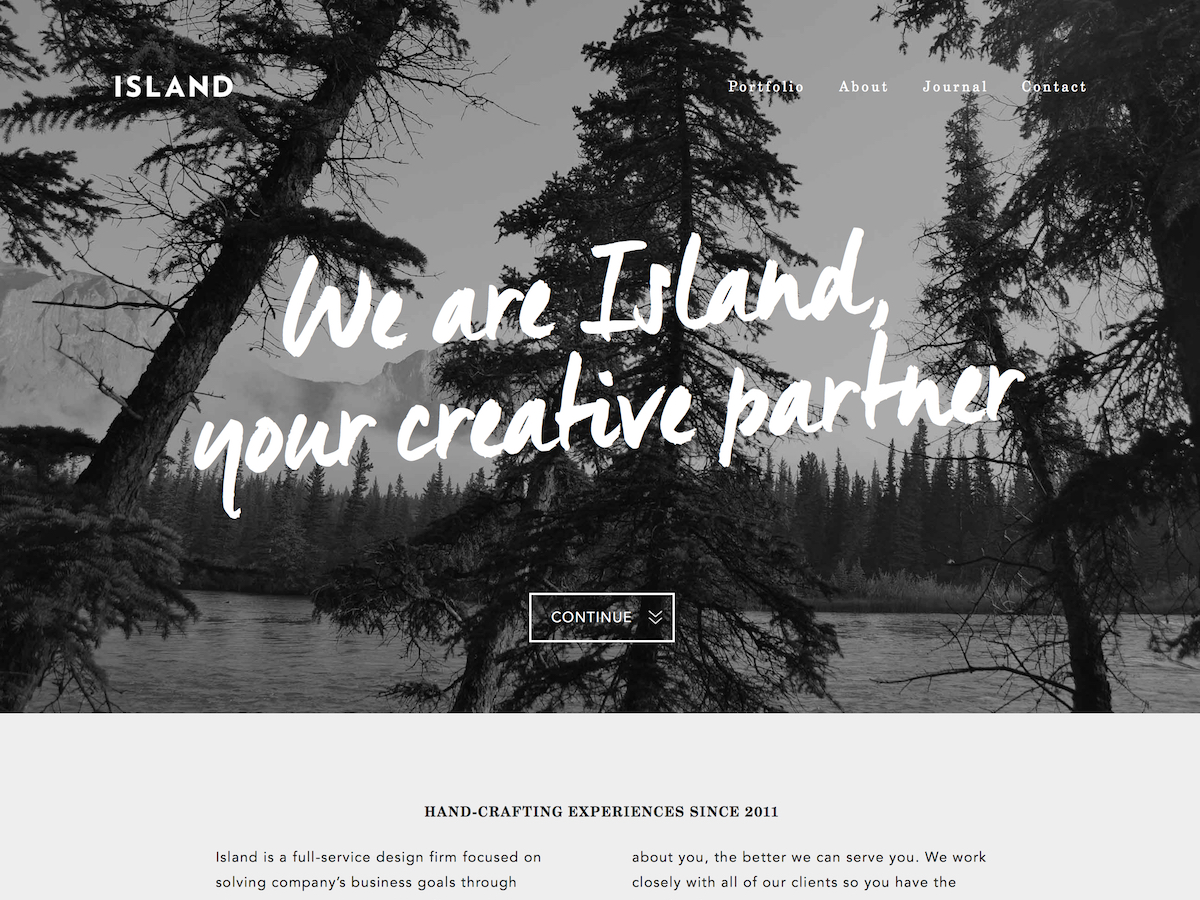 ISLAND
Portfolio About Journal Contact
We are Island,
your creative partner
CONTINUE
HAND-CRAFTING EXPERIENCES SINCE 2011
Island is a full-service design firm focused on
solving company’s business goals through
about you, the better we can serve you. We work
closely with all of our clients so you have the